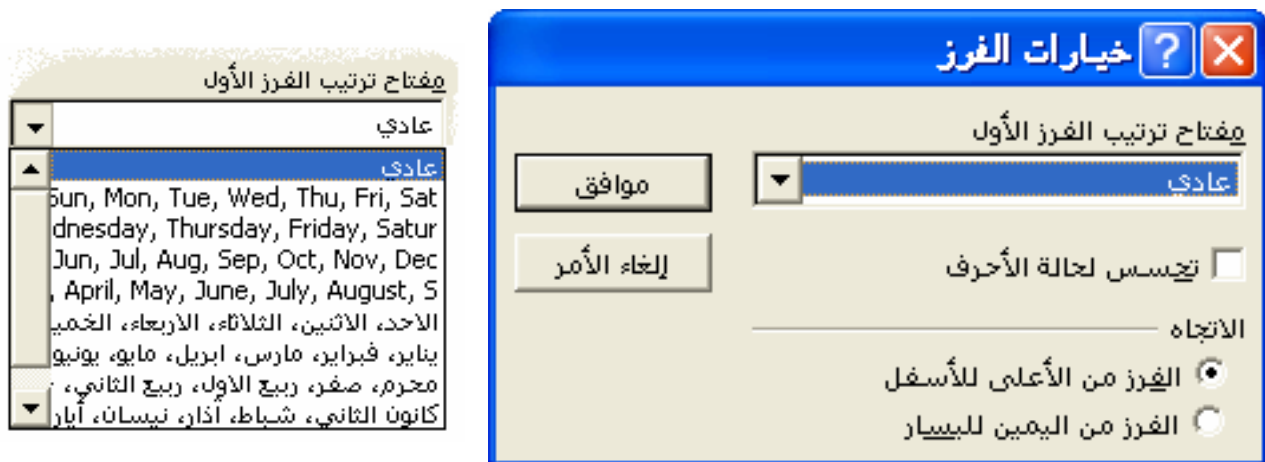 خيارات الفرز
مفتاح ترتيب الفرز الأول
عادي
موافق
تحسس لحالة الأحرف
إلغاء الأمر
الاتجاه
الفرز من الأعلى للأسفل
الفرز من اليمين لليسار
مفتاح ترتيب الفرز الأول
عادي
عادي
Sun, Mon, Tue, Wed, Thu, Fri, Sat
dnesday, Thursday, Friday, Satur
Jun, Jul, Aug, Sep, Oct, Nov, Dec
, April, May, June, July, August, S
الاحد، الاثنين، الثلاثاء، الاربعاء، الخميـ
يناير، فبراير، مارس، ابريل، مايو، يونيو
محرم، صفر، ربيع الاول، ربيع الثاني،
كانون الثاني، شباط، آذار، نيسان، أيار